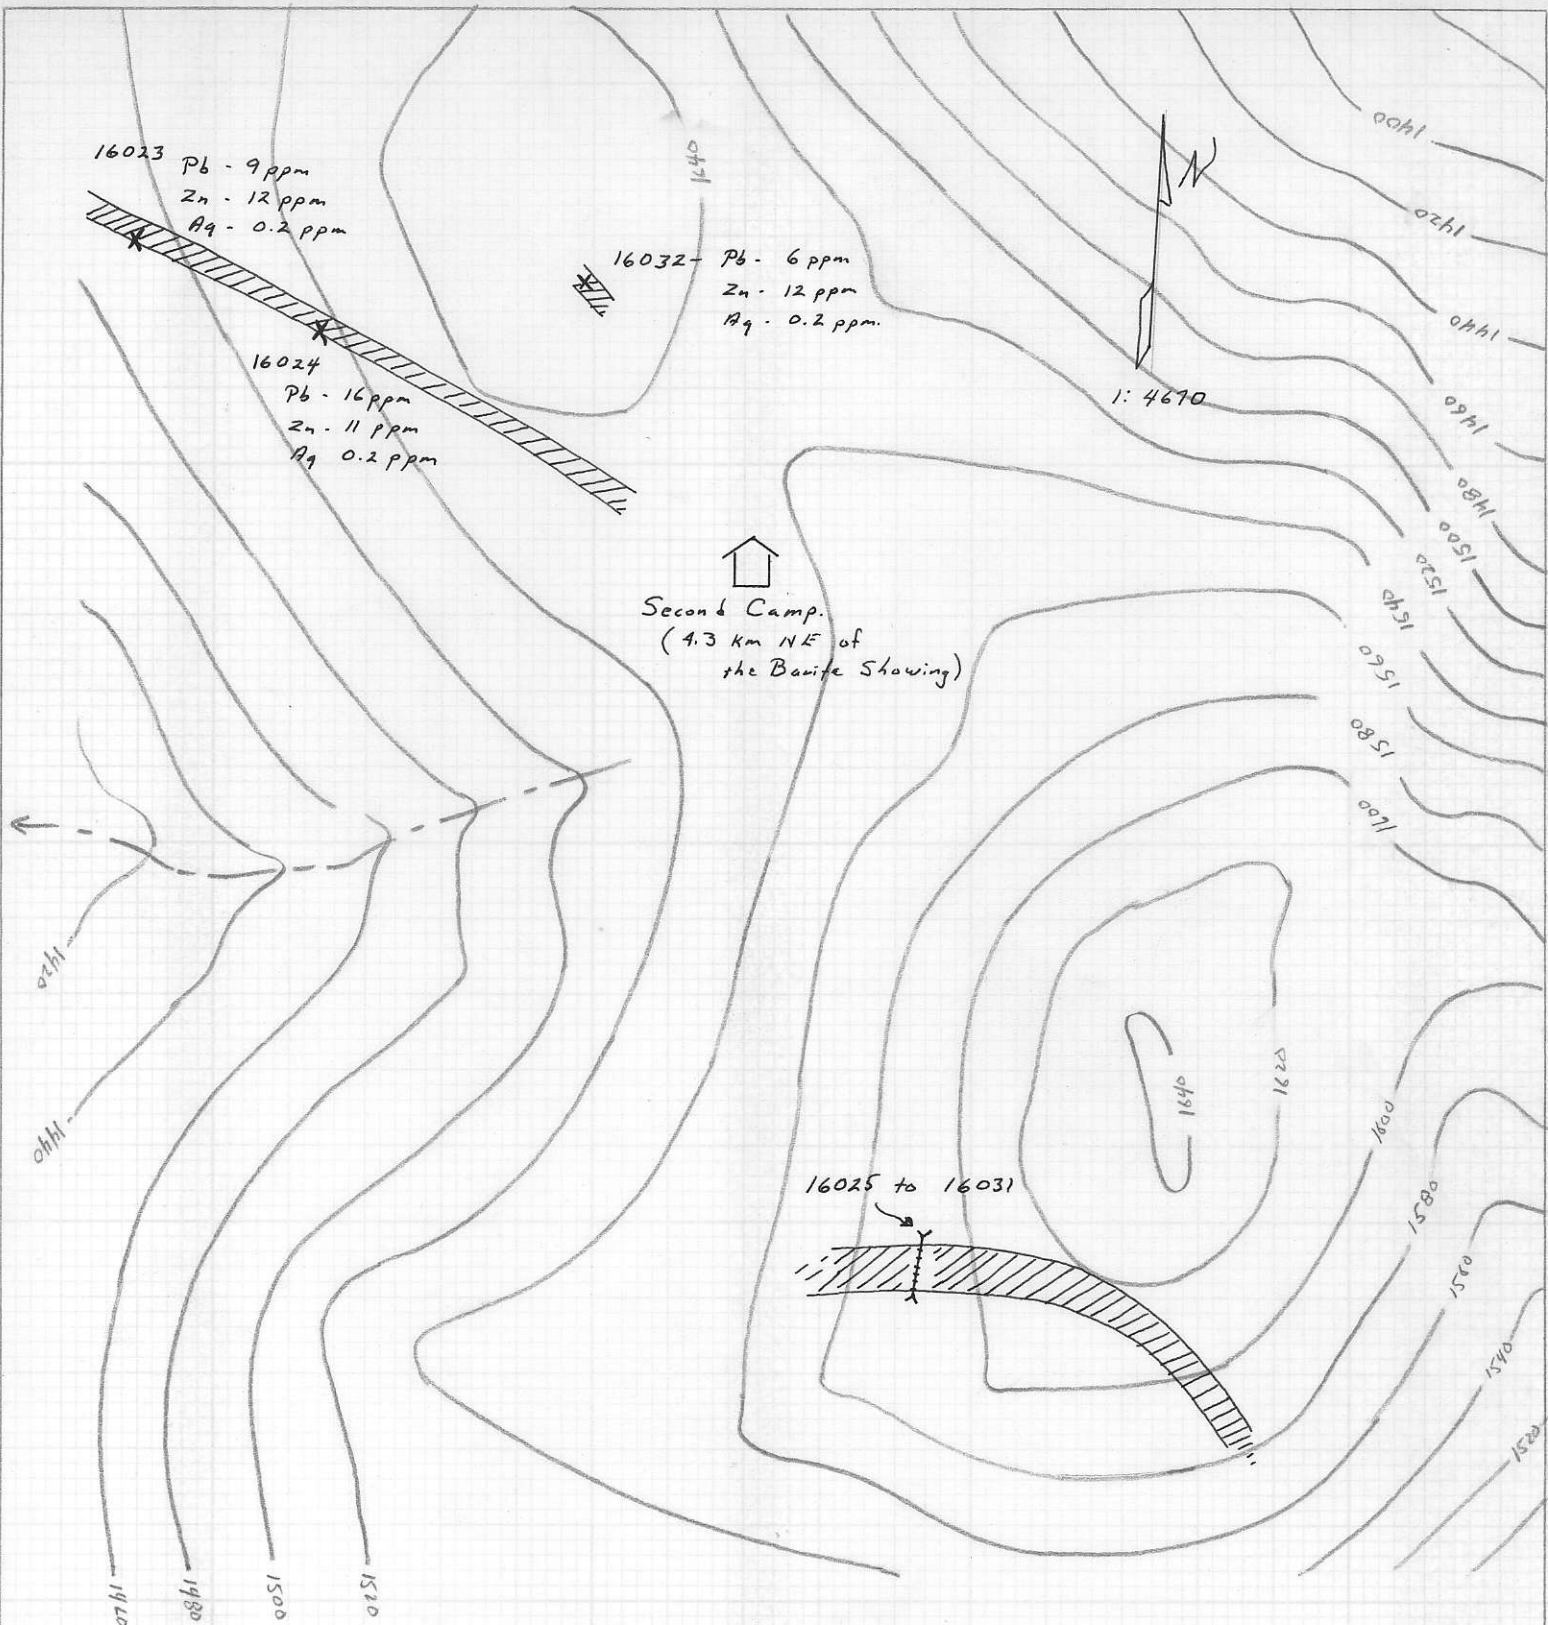 1640
1400
16023
Pb - 9 ppm
Zn - 12 ppm
Ag - 0.2 ppm
N
1420
16032 - Pb - 6 ppm
Zn - 12 ppm
Ag - 0.2 ppm.
1440
1: 4670
16024
Pb - 16 ppm
Zn - 11 ppm
Ag 0.2 ppm
1460
1480
1500
1520
1540
1560
1580
1600
Second Camp.
(4.3 Km NE of
the Barite Showing)
1420
1440
1640
1620
1600
1580
1560
1540
1520
16025 to 16031
1460
1480
1500
1520